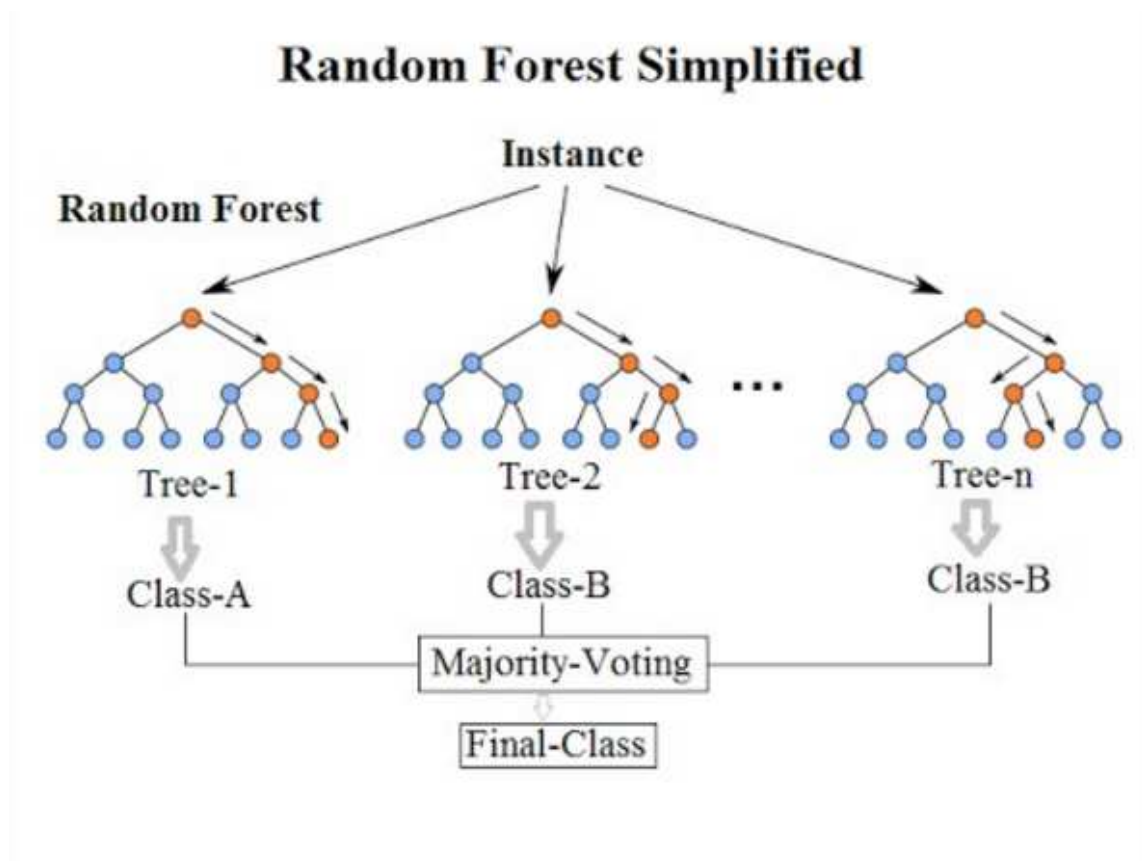 Random Forest Simplified
Instance
Random Forest
...
Tree-1
Tree-2
Tree-n
Class-A
Class-B
Class-B
Majority-Voting
Final-Class